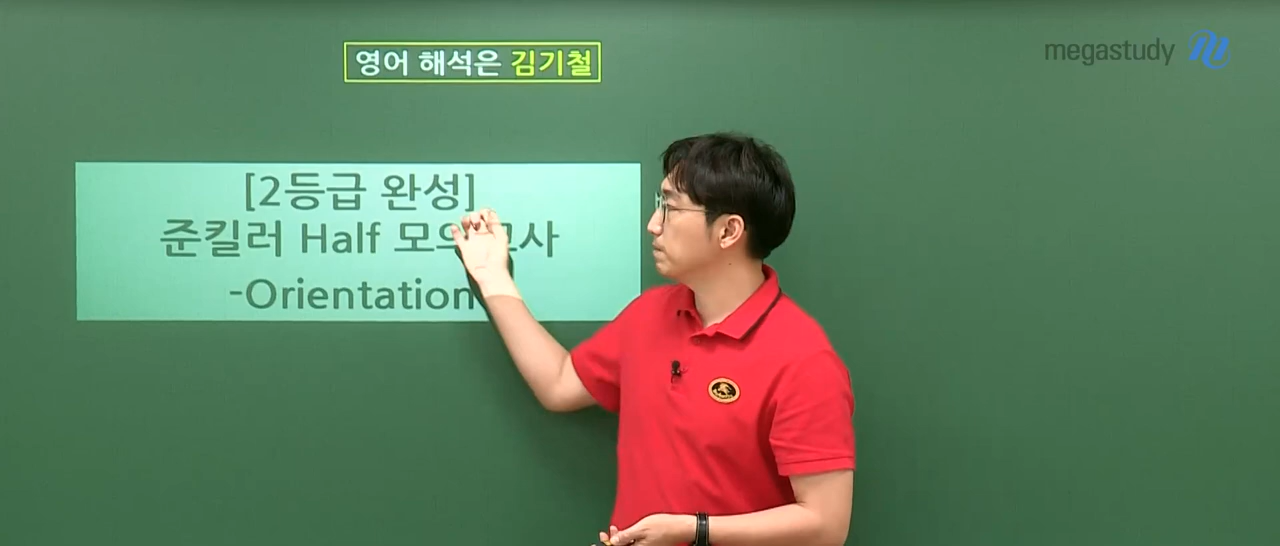 영어 해석은 김기철
megastudy
[2등급 완성]
준킬러 Half
-Orientation